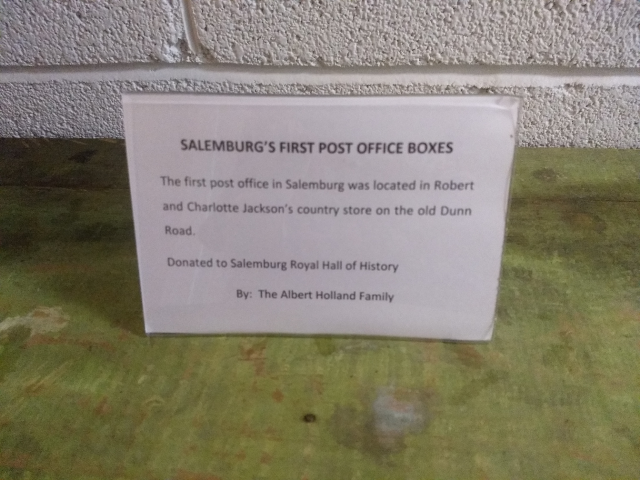 SALEMBURG'S FIRST POST OFFICE BOXES
The first post office in Salemburg was located in Robert
and Charlotte Jackson's country store on the old Dunn
Road.
Donated to Salemburg Royal Hall of History
By: The Albert Holland Family